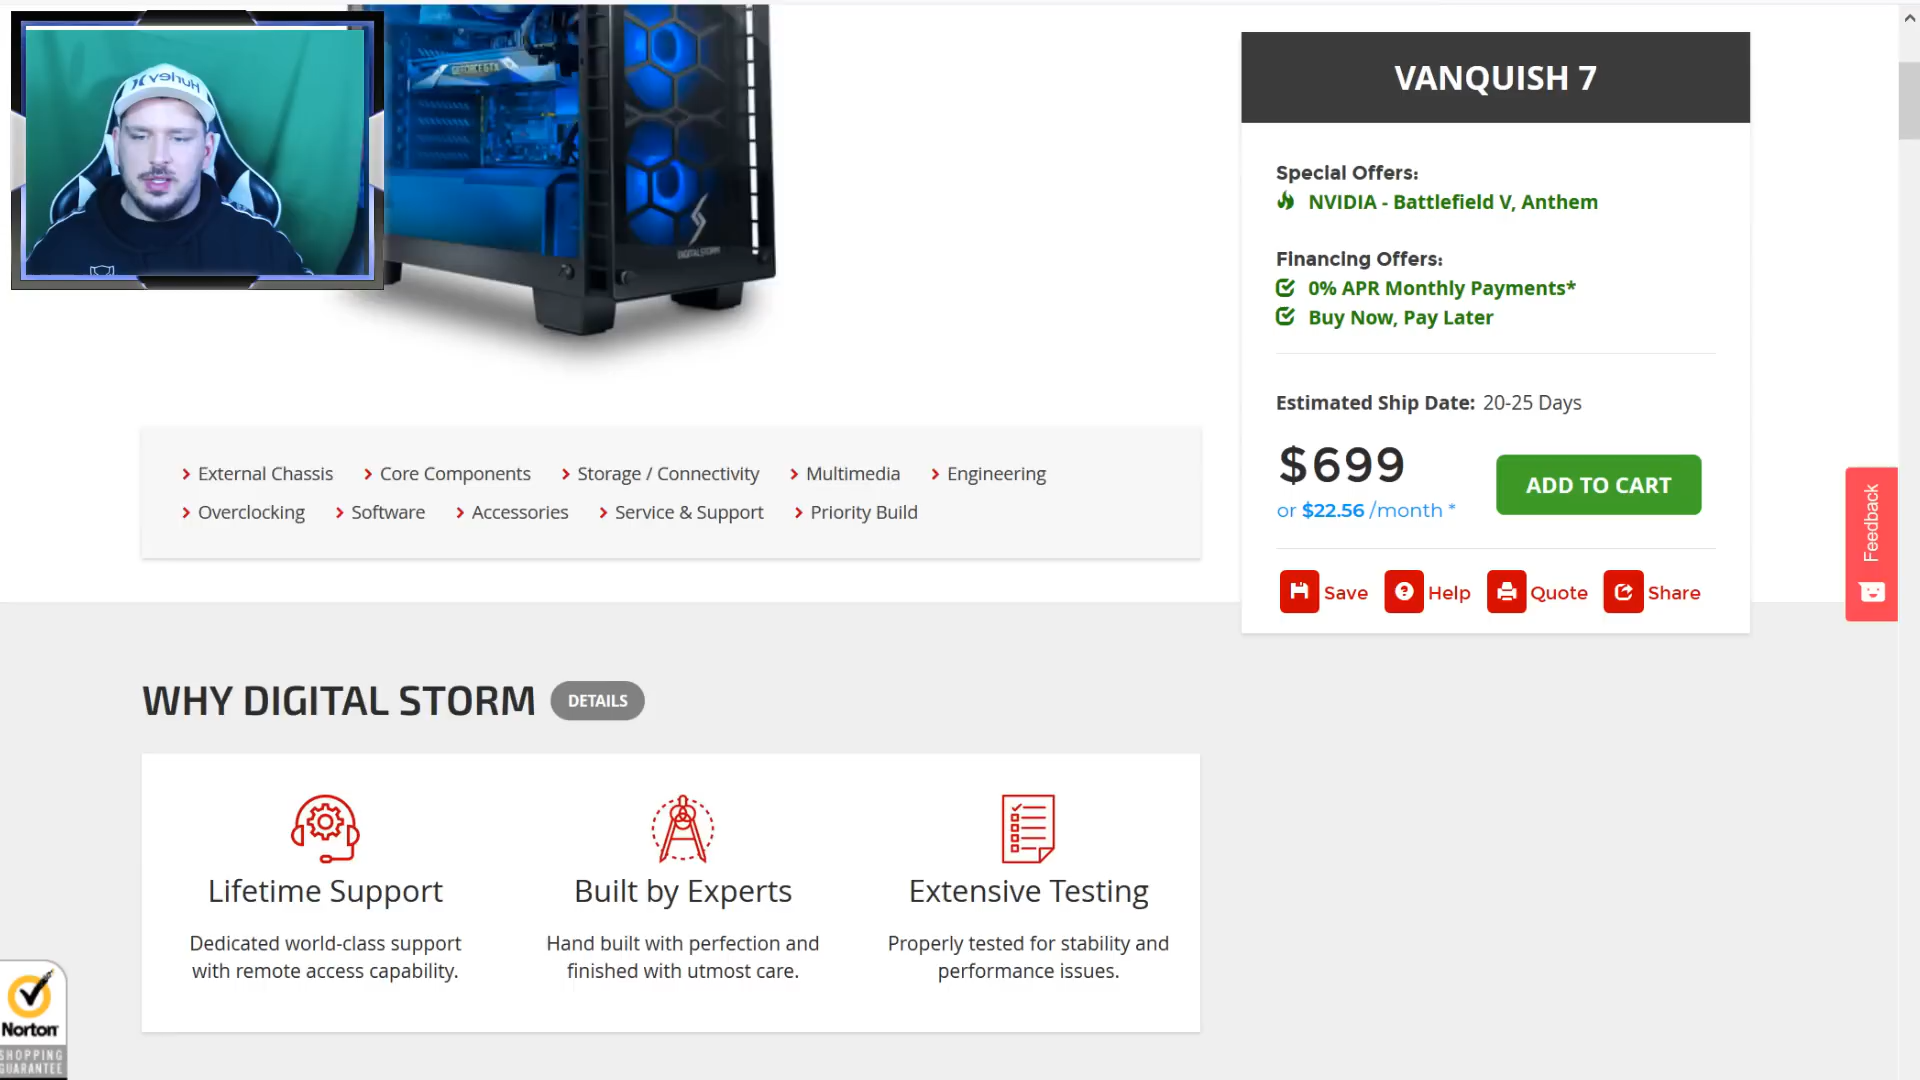 Hurley
GEFORCE GTX
DIGITALSTORM
VANQUISH 7
Special Offers:
NVIDIA - Battlefield V, Anthem
Financing Offers:
0% APR Monthly Payments*
Buy Now, Pay Later
Estimated Ship Date: 20-25 Days
$699
or $22.56 /month *
ADD TO CART
Save Help Quote Share
Feedback
External Chassis Core Components Storage / Connectivity Multimedia Engineering
Overclocking Software Accessories Service & Support Priority Build
WHY DIGITAL STORM DETAILS
Lifetime Support
Dedicated world-class support
with remote access capability.
Built by Experts
Hand built with perfection and
finished with utmost care.
Extensive Testing
Properly tested for stability and
performance issues.
Norton
SHOPPING
GUARANTEE